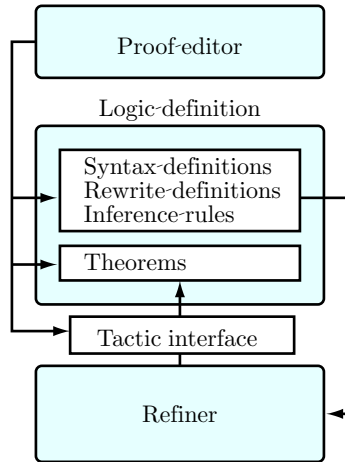 Proof-editor
Logic-definition
Syntax-definitions
Rewrite-definitions
Inference-rules
Theorems
Tactic interface
Refiner